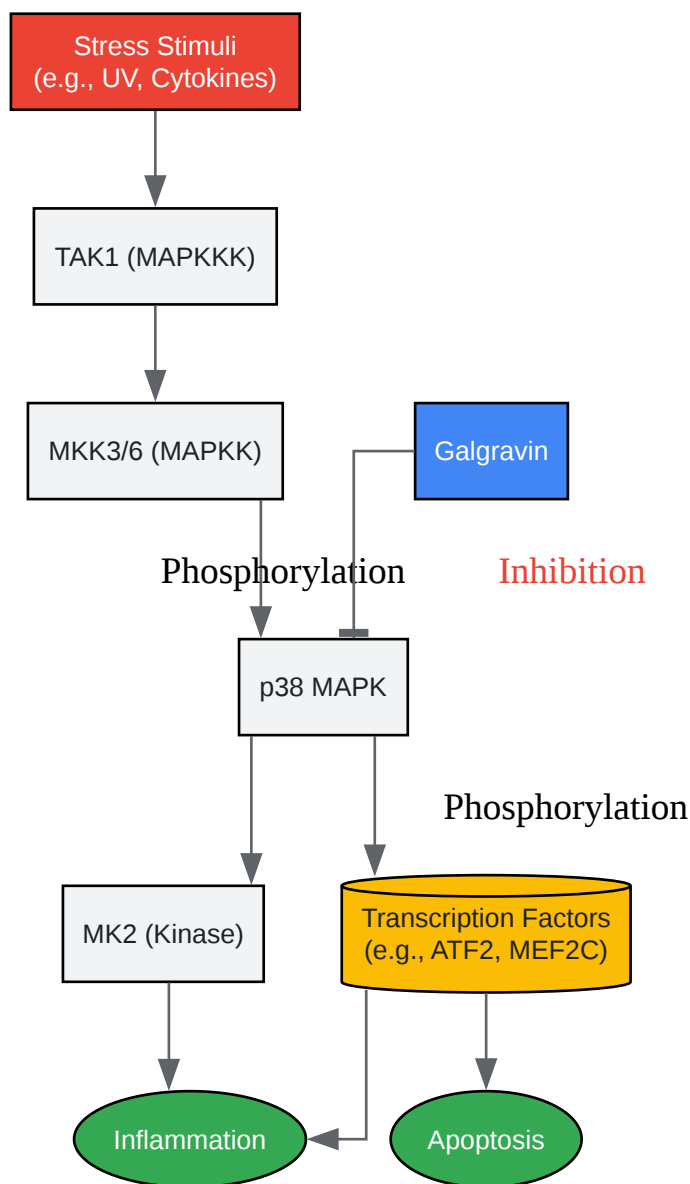 Stress Stimuli
(e.g., UV, Cytokines)
TAK1 (MAPKKK)
MKK3/6 (MAPKK)
Galgravin
Phosphorylation
Inhibition
p38 MAPK
Phosphorylation
MK2 (Kinase)
Transcription Factors
(e.g., ATF2, MEF2C)
Inflammation
Apoptosis